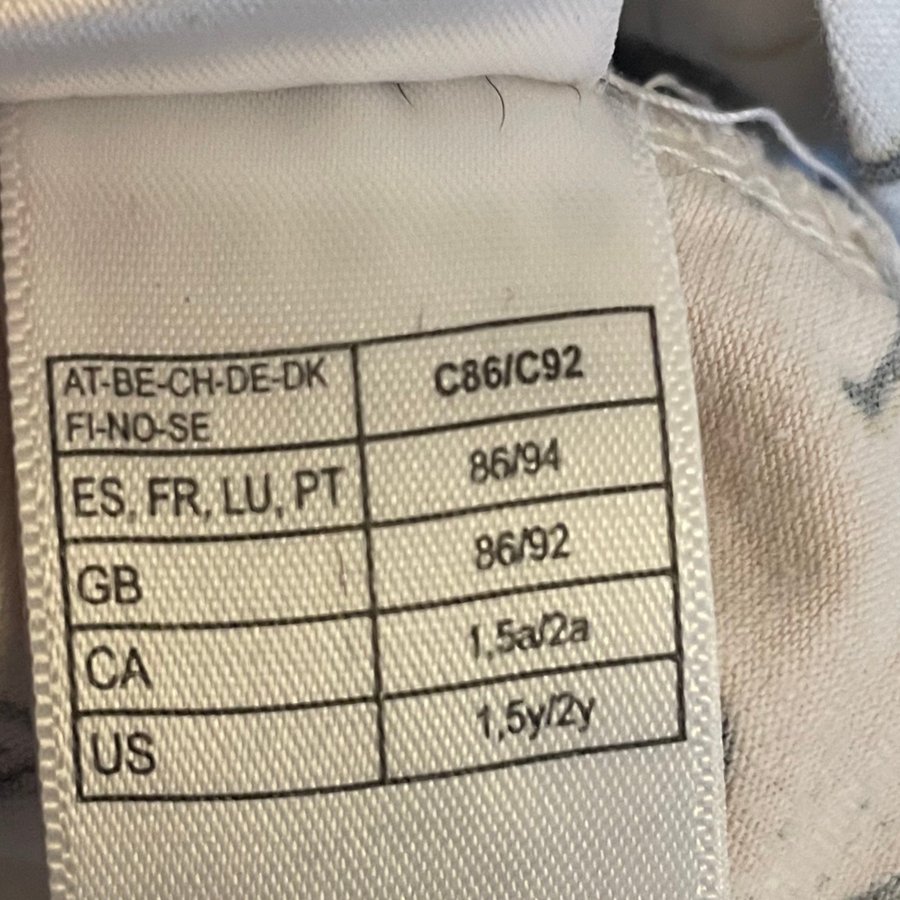 AT-BE-CH-DE-DK
FI-NO-SE
C86/C92
ES, FR, LU, PT
86/94
GB
86/92
CA
1,5a/2a
US
1,5y/2y